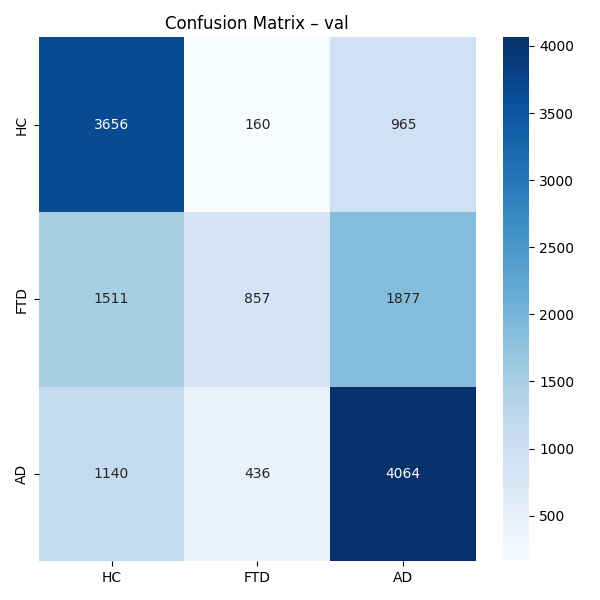 Confusion Matrix – val
HC
3656 160 965
FTD
1511 857 1877
AD
1140 436 4064
HC FTD AD
4000
3500
3000
2500
2000
1500
1000
500